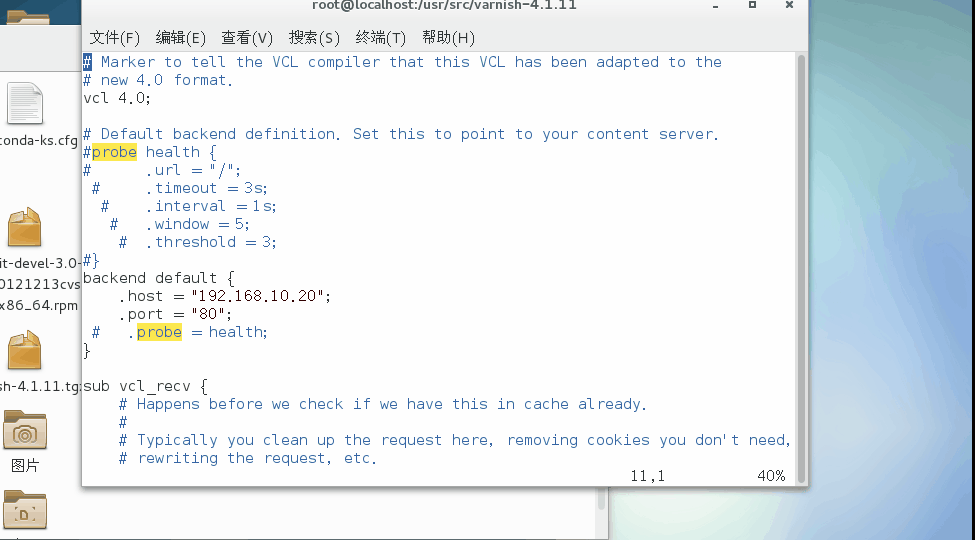 root@localhost:/usr/src/varnish-4.1.11
文件(F) 编辑(E) 查看(V) 搜索(S) 终端(T) 帮助(H)
# Marker to tell the VCL compiler that this VCL has been adapted to the
# new 4.0 format.
vcl 4.0;
# Default backend definition. Set this to point to your content server.
#probe health {
#      .url = "/";
 #     .timeout = 3s;
  #    .interval = 1s;
   #   .window = 5;
    #  .threshold = 3;
#}
backend default {
    .host = "192.168.10.20";
    .port = "80";
 #   .probe = health;
}
sub vcl_recv {
    # Happens before we check if we have this in cache already.
    #
    # Typically you clean up the request here, removing cookies you don't need,
    # rewriting the request, etc.
11,1 40%
onda-ks.cfg
it-devel-3.0-
0121213cvs
x86_64.rpm
sh-4.1.11.tg
图片